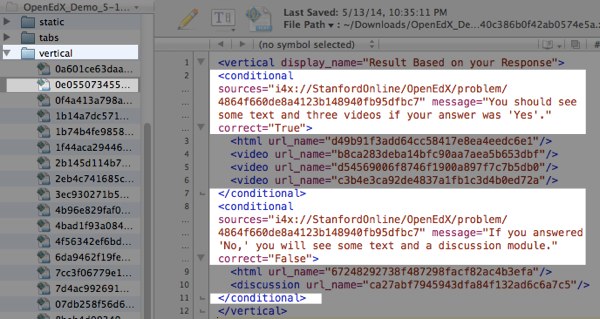 OpenEdX_Demo_5-1...
static
tabs
vertical
0a601ce63daa...
0e055073455...
0f4a413a798a...
1b14a7dc571...
1b74b4fe9858...
1f44aca29446...
2b145d114b7...
2eb4c741685c...
3ec930271b5...
4b96e829faf0...
4bad1f93a084...
4f56342ef6bd...
6da9462f19fe...
7cc3f06779e1...
7d4ac992691...
07db258f56d6...
Last Saved: 5/13/14, 10:35:11 PM
File Path ▾: ~/Downloads/OpenEdX_De...40c386b0f42ab0574e5a.x
(no symbol selected)
1 <vertical display_name="Result Based on your Response">
2 <conditional
sources="i4x://StanfordOnline/OpenEdX/problem/
4864f660de8a4123b148940fb95dfbc7" message="You should see
some text and three videos if your answer was 'Yes'."
correct="True">
3 <html url_name="d49b91f3add64cc58417e8ea4eedc6e1"/>
4 <video url_name="b8ca283deba14bfc90aa7aea5b653dbf"/>
5 <video url_name="d54569006f8746f1900a897f7c7b5db0"/>
6 <video url_name="c3b4e3ca92de4837a1fb1c3d4b0ed72a"/>
7 </conditional>
8 <conditional
sources="i4x://StanfordOnline/OpenEdX/problem/
4864f660de8a4123b148940fb95dfbc7" message="If you answered
'No,' you will see some text and a discussion module."
correct="False">
9 <html url_name="67248292738f487298facf82ac4b3efa"/>
10 <discussion url_name="ca27abf7945943dfa84f132ad6c6a7c5"/>
11 </conditional>
12 </vertical>